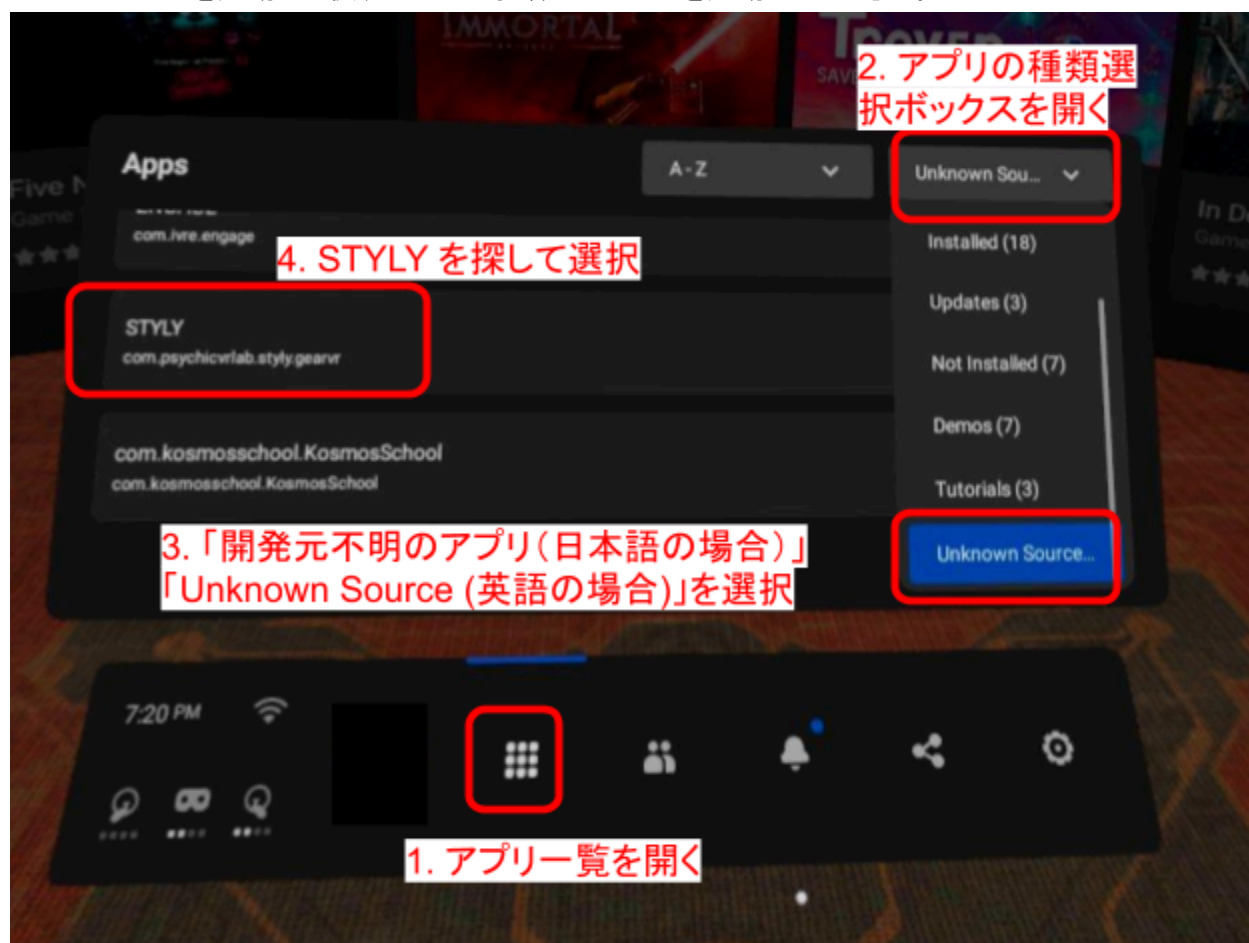 IMMORTAL
2. アプリの種類選
択ボックスを開く
Apps
A - Z
Unknown Sou...
com.ivre.engage
4. STYLY を探して選択
Installed (18)
STYLY
com.psychicvrlab.styly.gearvr
Updates (3)
Not Installed (7)
com.kosmosschool.KosmosSchool
com.kosmosschool.KosmosSchool
Demos (7)
Tutorials (3)
3. 「開発元不明のアプリ（日本語の場合）」
「Unknown Source (英語の場合)」を選択
Unknown Source...
7:20 PM
1. アプリ一覧を開く